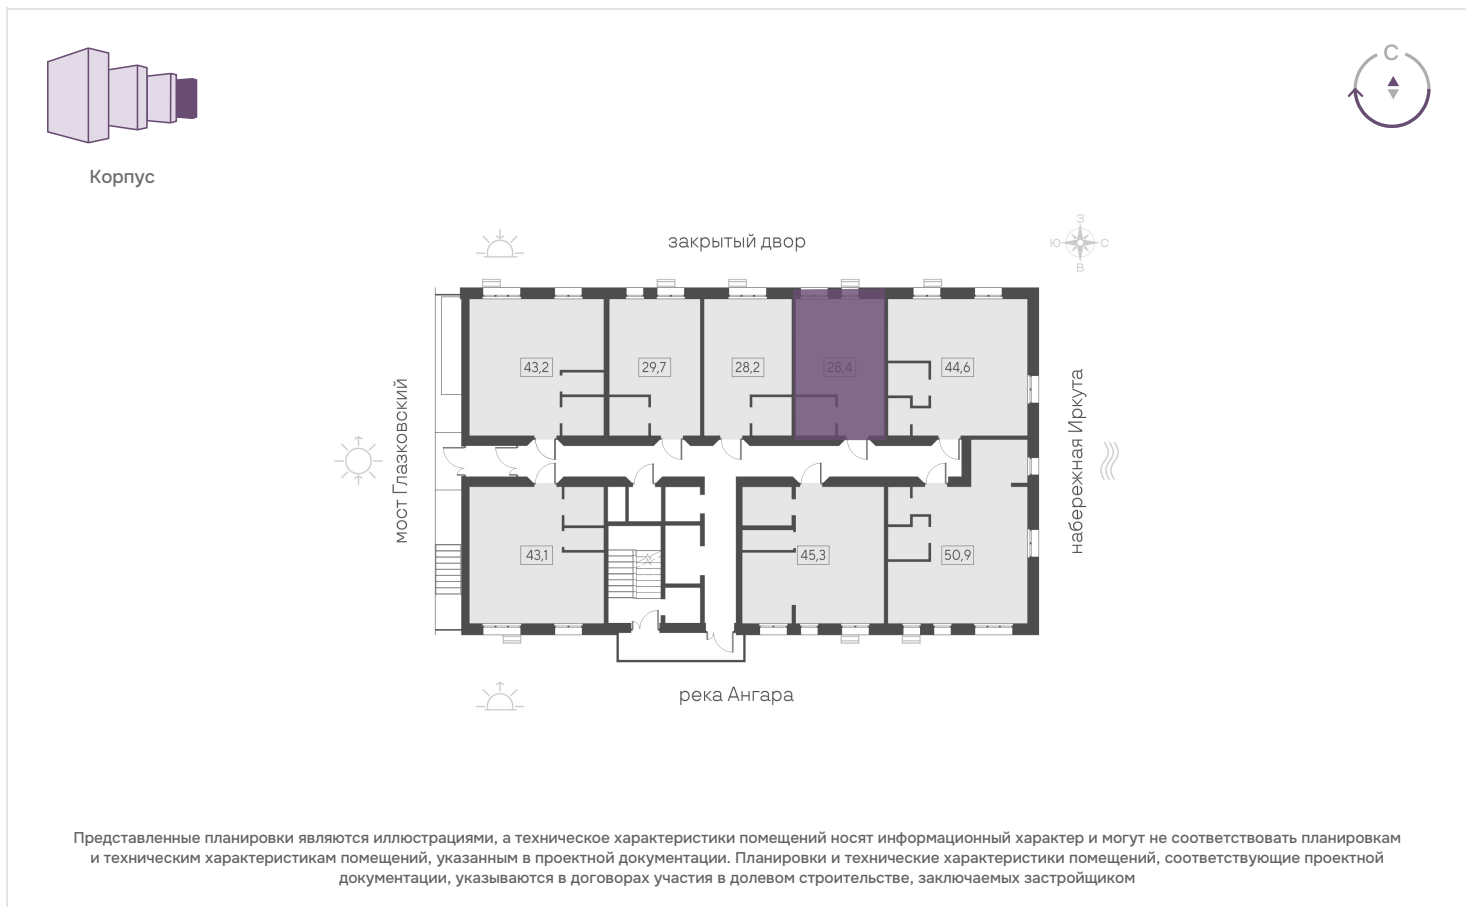 С
Корпус
закрытый двор
З
Ю
С
В
43,2
29,7
28,2
28,4
44,6
мост Глазковский
набережная Иркута
43,1
45,3
50,9
река Ангара
Представленные планировки являются иллюстрациями, а техническое характеристики помещений носят информационный характер и могут не соответствовать планировкам
и техническим характеристикам помещений, указанным в проектной документации. Планировки и технические характеристики помещений, соответствующие проектной
документации, указываются в договорах участия в долевом строительстве, заключаемых застройщиком